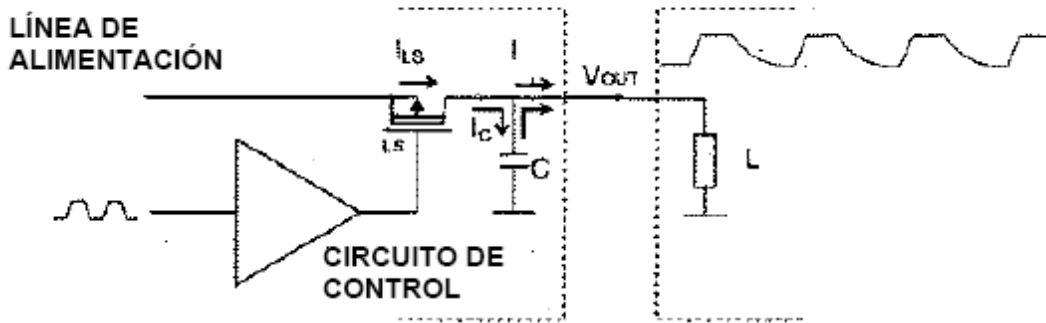 LÍNEA DE
ALIMENTACIÓN
ILS
I
VOUT
LS
IC
C
L
CIRCUITO DE
CONTROL